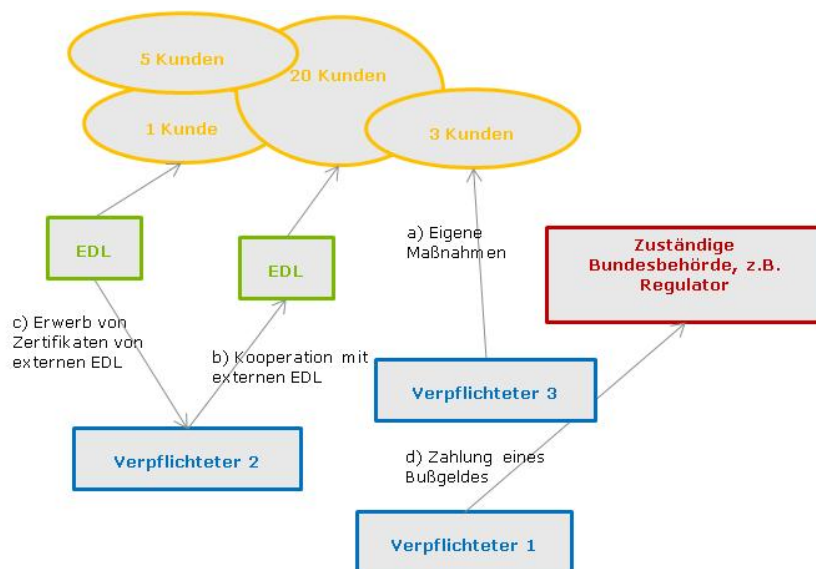 5 Kunden
20 Kunden
1 Kunde
3 Kunden
EDL
EDL
a) Eigene
Maßnahmen
Zuständige
Bundesbehörde, z.B.
Regulator
c) Erwerb von
Zertifikaten von
externen EDL
b) Kooperation mit
externen EDL
Verpflichteter 3
Verpflichteter 2
d) Zahlung eines
Bußgeldes
Verpflichteter 1